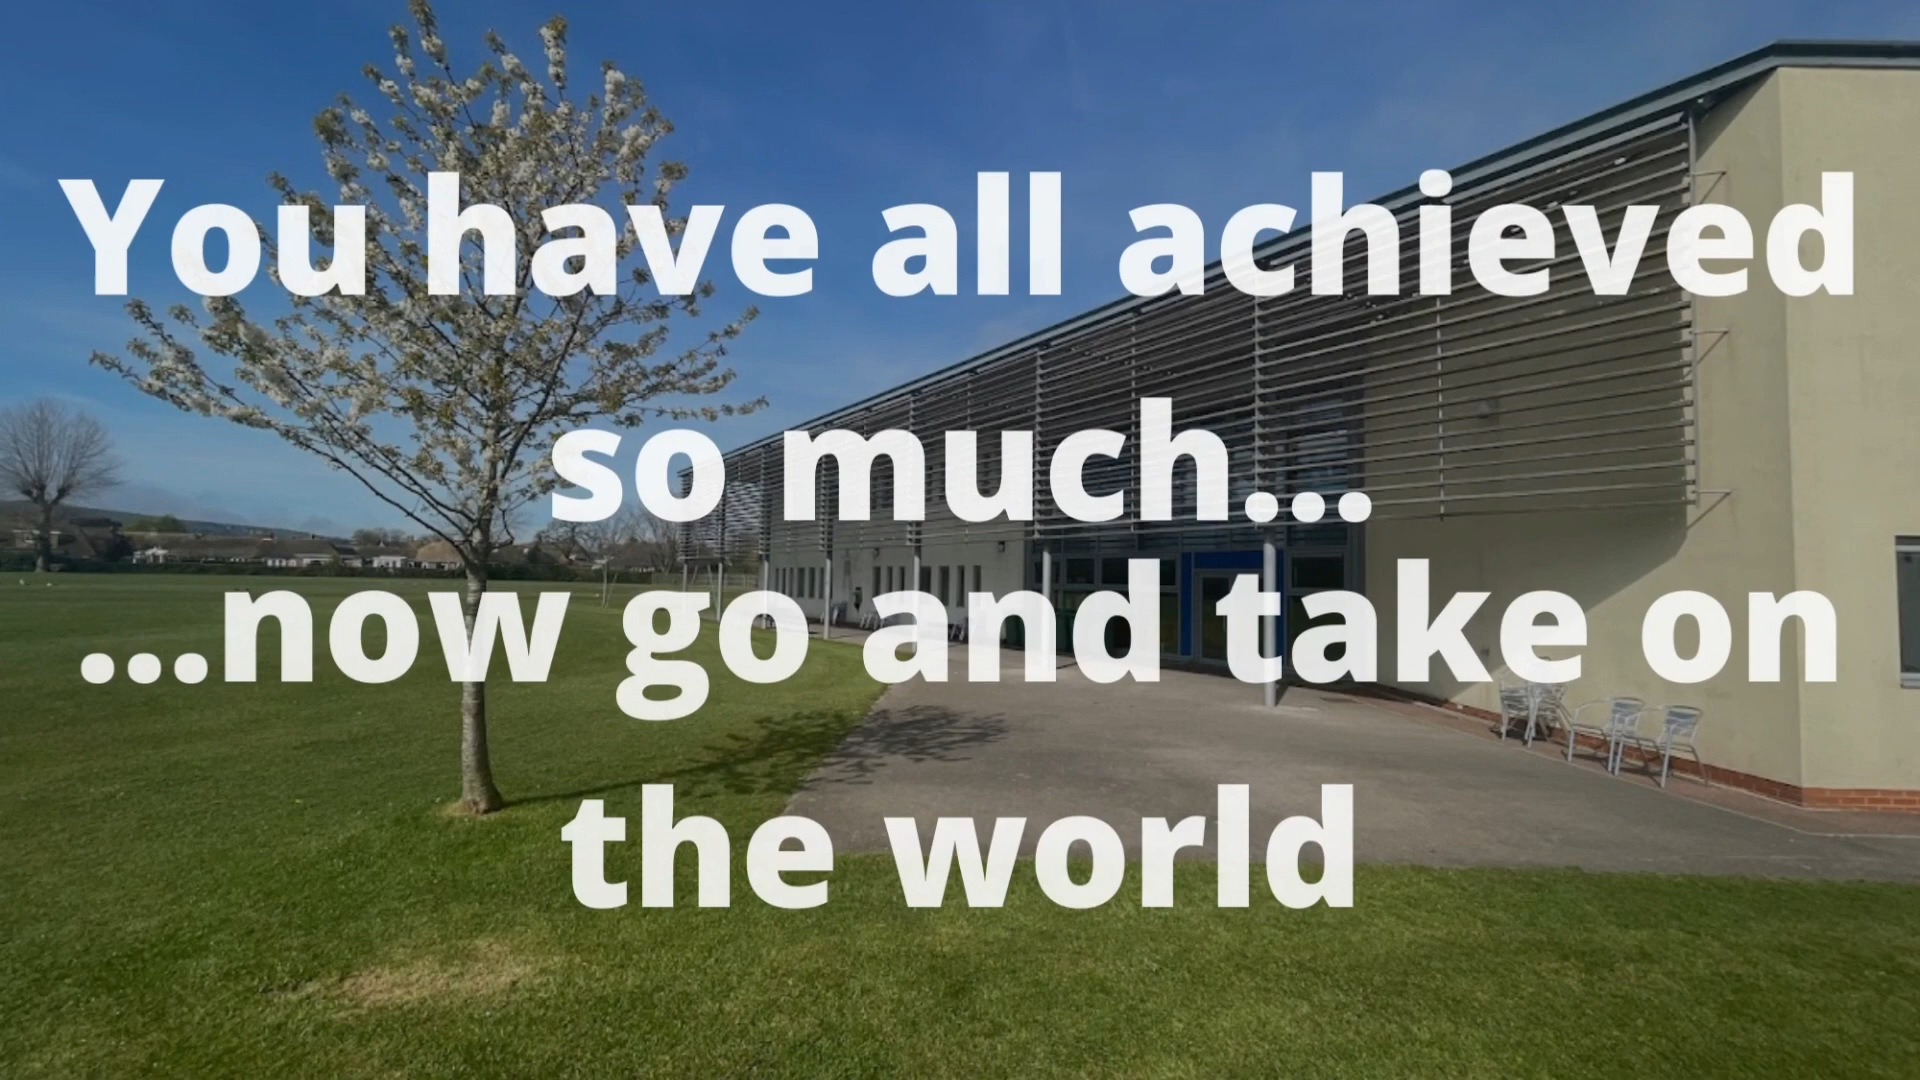 You have all achieved
so much...
...now go and take on
the world